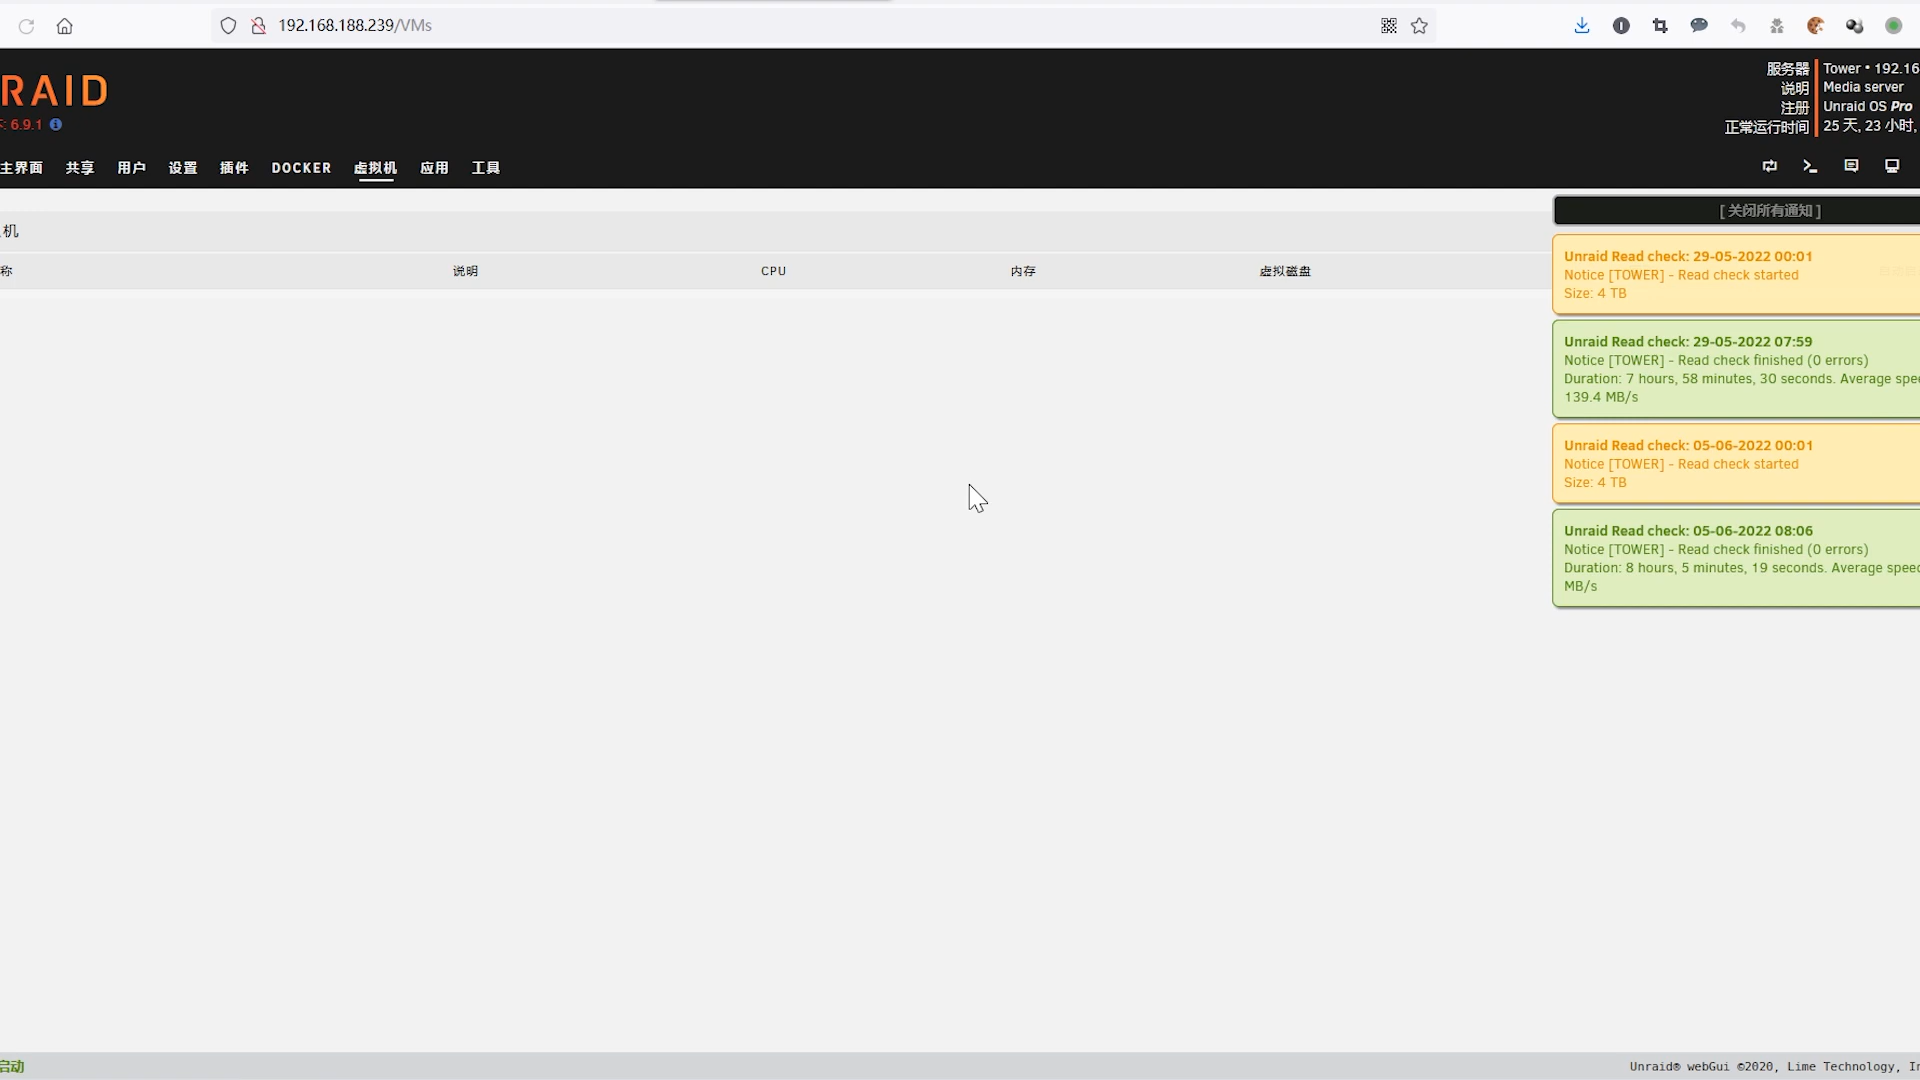 192.168.188.239/VMs
RAID
: 6.9.1
服务器 Tower • 192.16
说明 Media server
注册 Unraid OS Pro
正常运行时间 25 天, 23 小时,
主界面 共享 用户 设置 插件 DOCKER 虚拟机 应用 工具
机
称 说明 CPU 内存 虚拟磁盘
[ 关闭所有通知 ]
Unraid Read check: 29-05-2022 00:01
Notice [TOWER] - Read check started
Size: 4 TB
Unraid Read check: 29-05-2022 07:59
Notice [TOWER] - Read check finished (0 errors)
Duration: 7 hours, 58 minutes, 30 seconds. Average spee
139.4 MB/s
Unraid Read check: 05-06-2022 00:01
Notice [TOWER] - Read check started
Size: 4 TB
Unraid Read check: 05-06-2022 08:06
Notice [TOWER] - Read check finished (0 errors)
Duration: 8 hours, 5 minutes, 19 seconds. Average speed
MB/s
启动
Unraid® webGui ©2020, Lime Technology, In